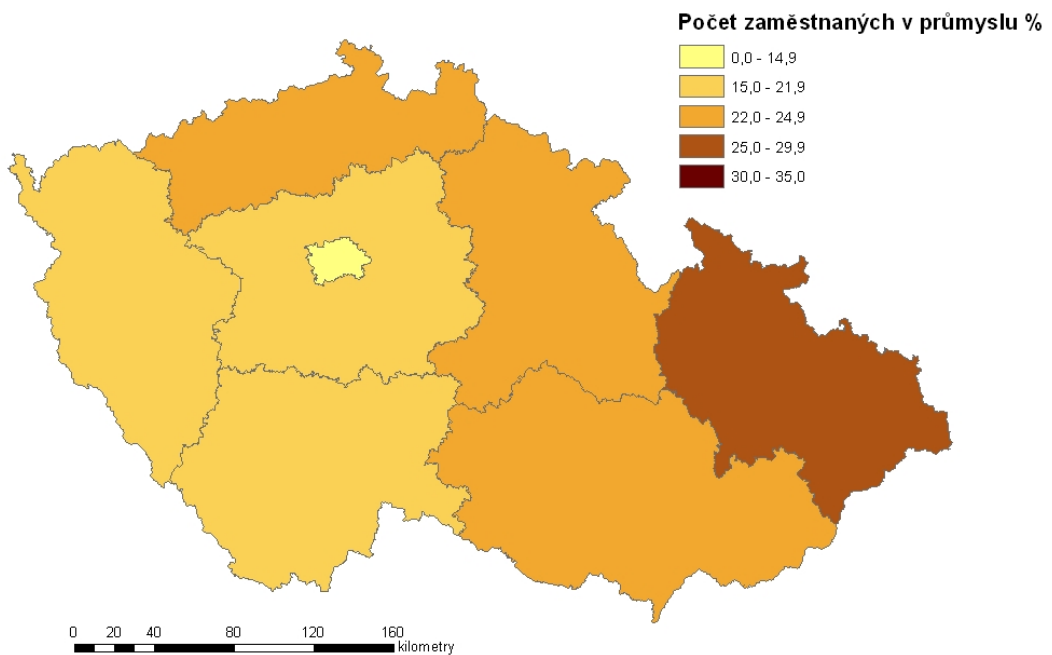 Počet zaměstnaných v průmyslu %
0,0 - 14,9
15,0 - 21,9
22,0 - 24,9
25,0 - 29,9
30,0 - 35,0
0 20 40 80 120 160
kilometry